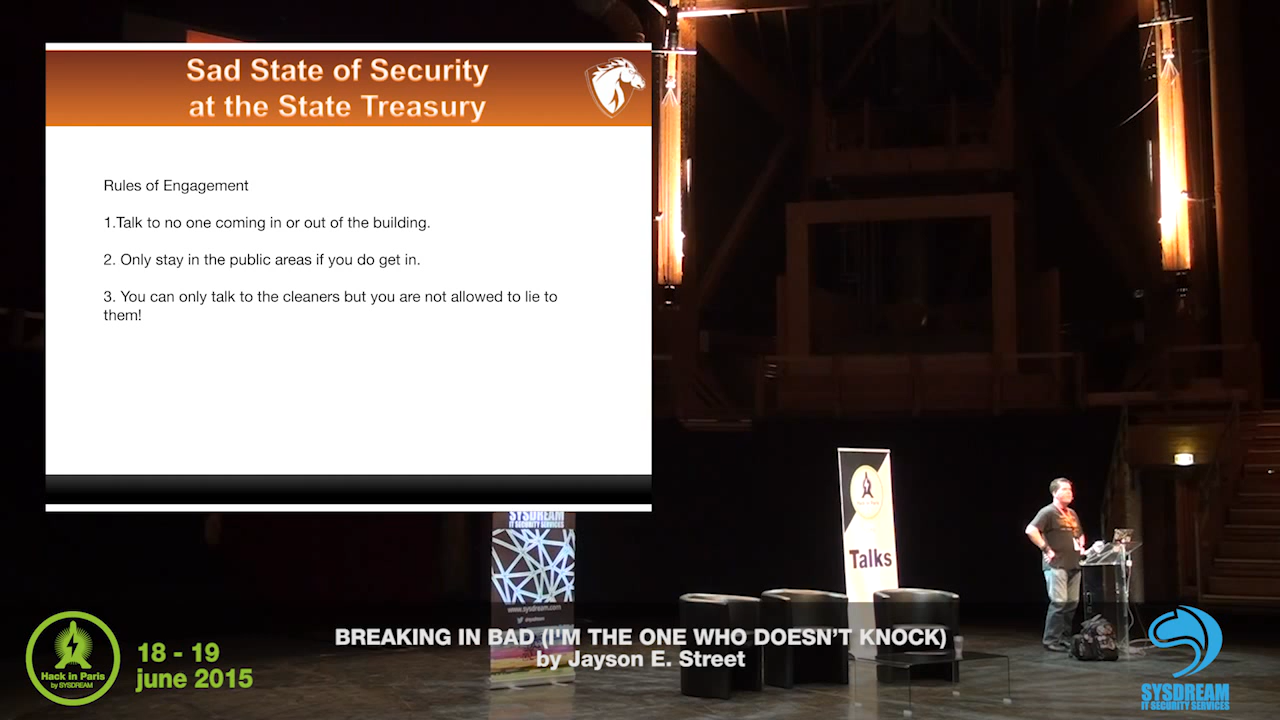 Sad State of Security
at the State Treasury
Rules of Engagement
1.Talk to no one coming in or out of the building.
2. Only stay in the public areas if you do get in.
3. You can only talk to the cleaners but you are not allowed to lie to
them!
SYSDREAM
IT SECURITY SERVICES
www.sysdream.com
Hack in Paris
Talks
BREAKING IN BAD (I'M THE ONE WHO DOESN'T KNOCK)
by Jayson E. Street
Hack in Paris
by SYSDREAM
18 - 19
june 2015
SYSDREAM
IT SECURITY SERVICES